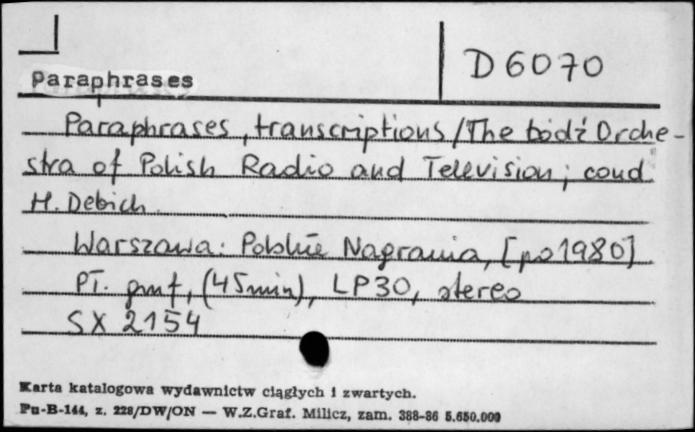 D 6070
Paraphrases
Paraphrases, transcriptions / The Łódź Orche-
stra of Polish Radio and Television; cond
H. Debich
Warszawa: Polskie Nagrania, [po 1980]
Pł. gmf, (45 min), LP30, stereo
SX 2154
Karta katalogowa wydawnictw ciągłych i zwartych.
Pu-B-144, z. 228/DW/ON — W.Z.Graf. Milicz, zam. 388-86 5.650.000